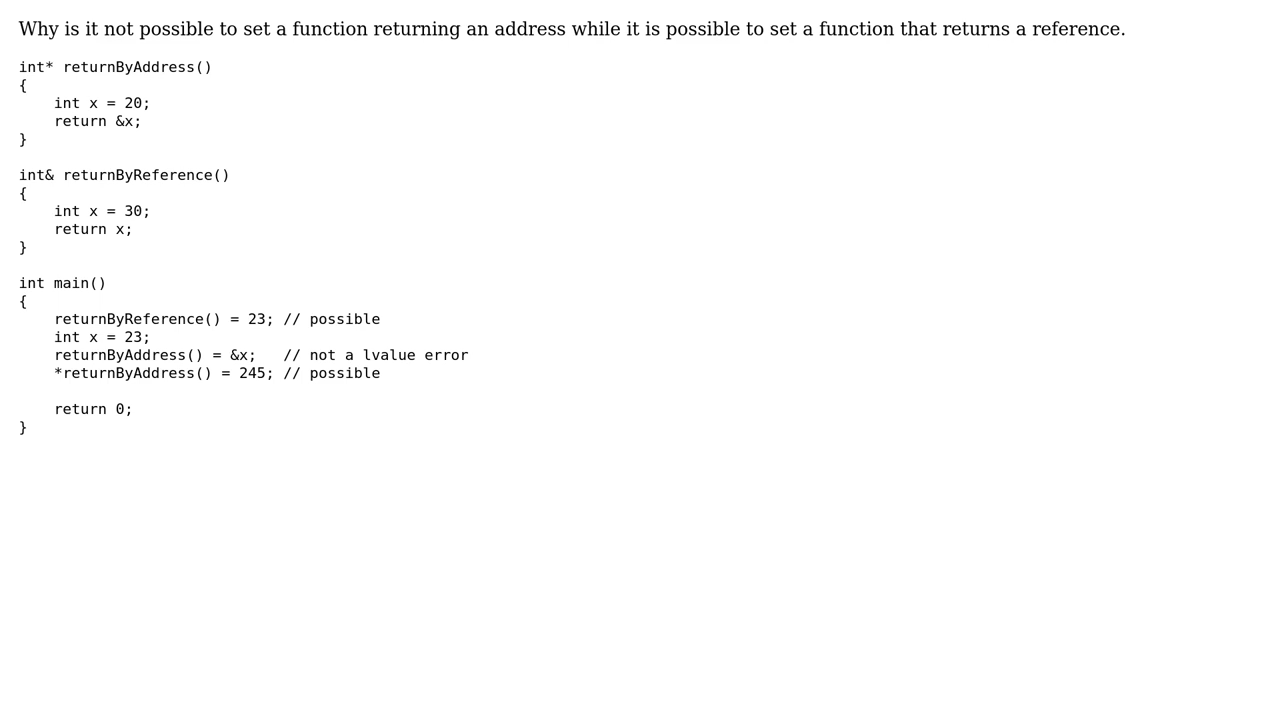 Why is it not possible to set a function returning an address while it is possible to set a function that returns a reference.
int* returnByAddress()
{
    int x = 20;
    return &x;
}
int& returnByReference()
{
    int x = 30;
    return x;
}
int main()
{
    returnByReference() = 23; // possible
    int x = 23;
    returnByAddress() = &x;   // not a lvalue error
    *returnByAddress() = 245; // possible
    return 0;
}